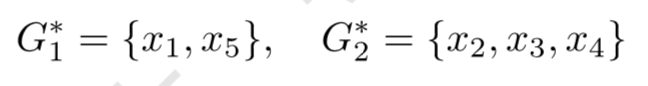 G₁* = {x₁, x₅}, G₂* = {x₂, x₃, x₄}